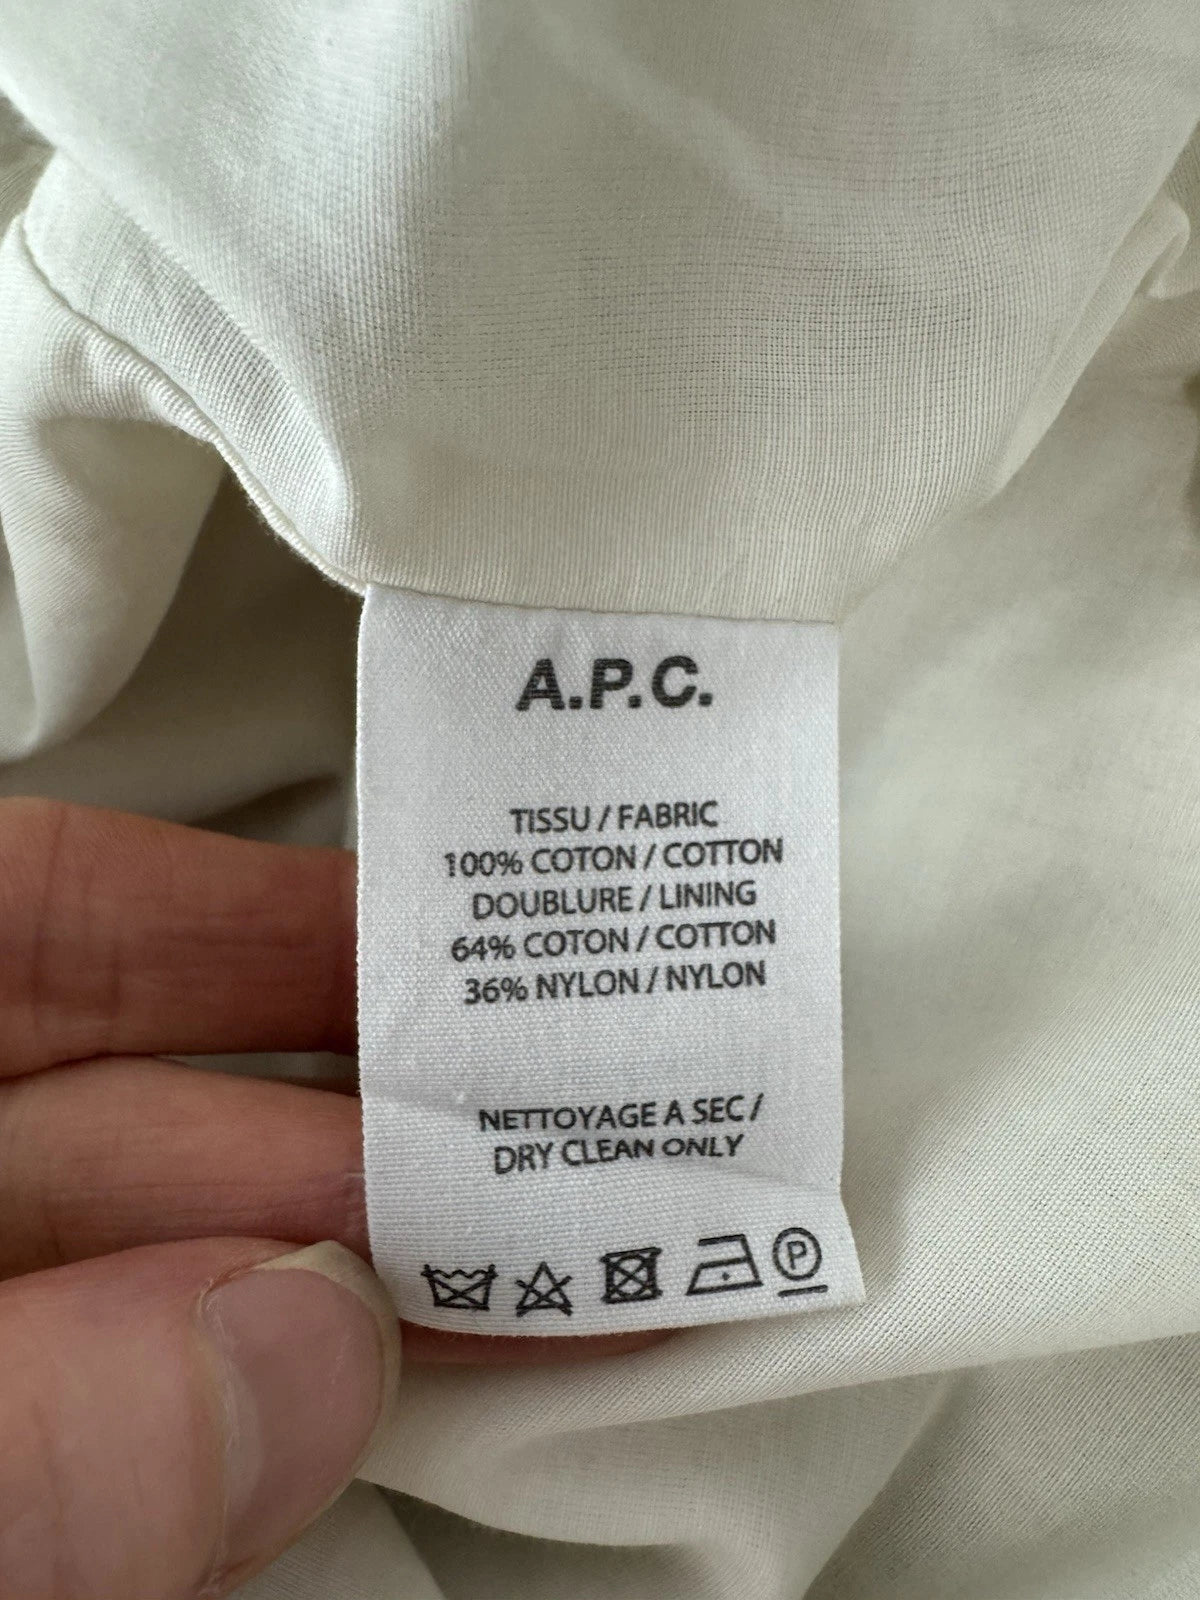 A.P.C.
TISSU / FABRIC
100% COTON / COTTON
DOUBLURE / LINING
64% COTON / COTTON
36% NYLON / NYLON
NETTOYAGE A SEC /
DRY CLEAN ONLY
P